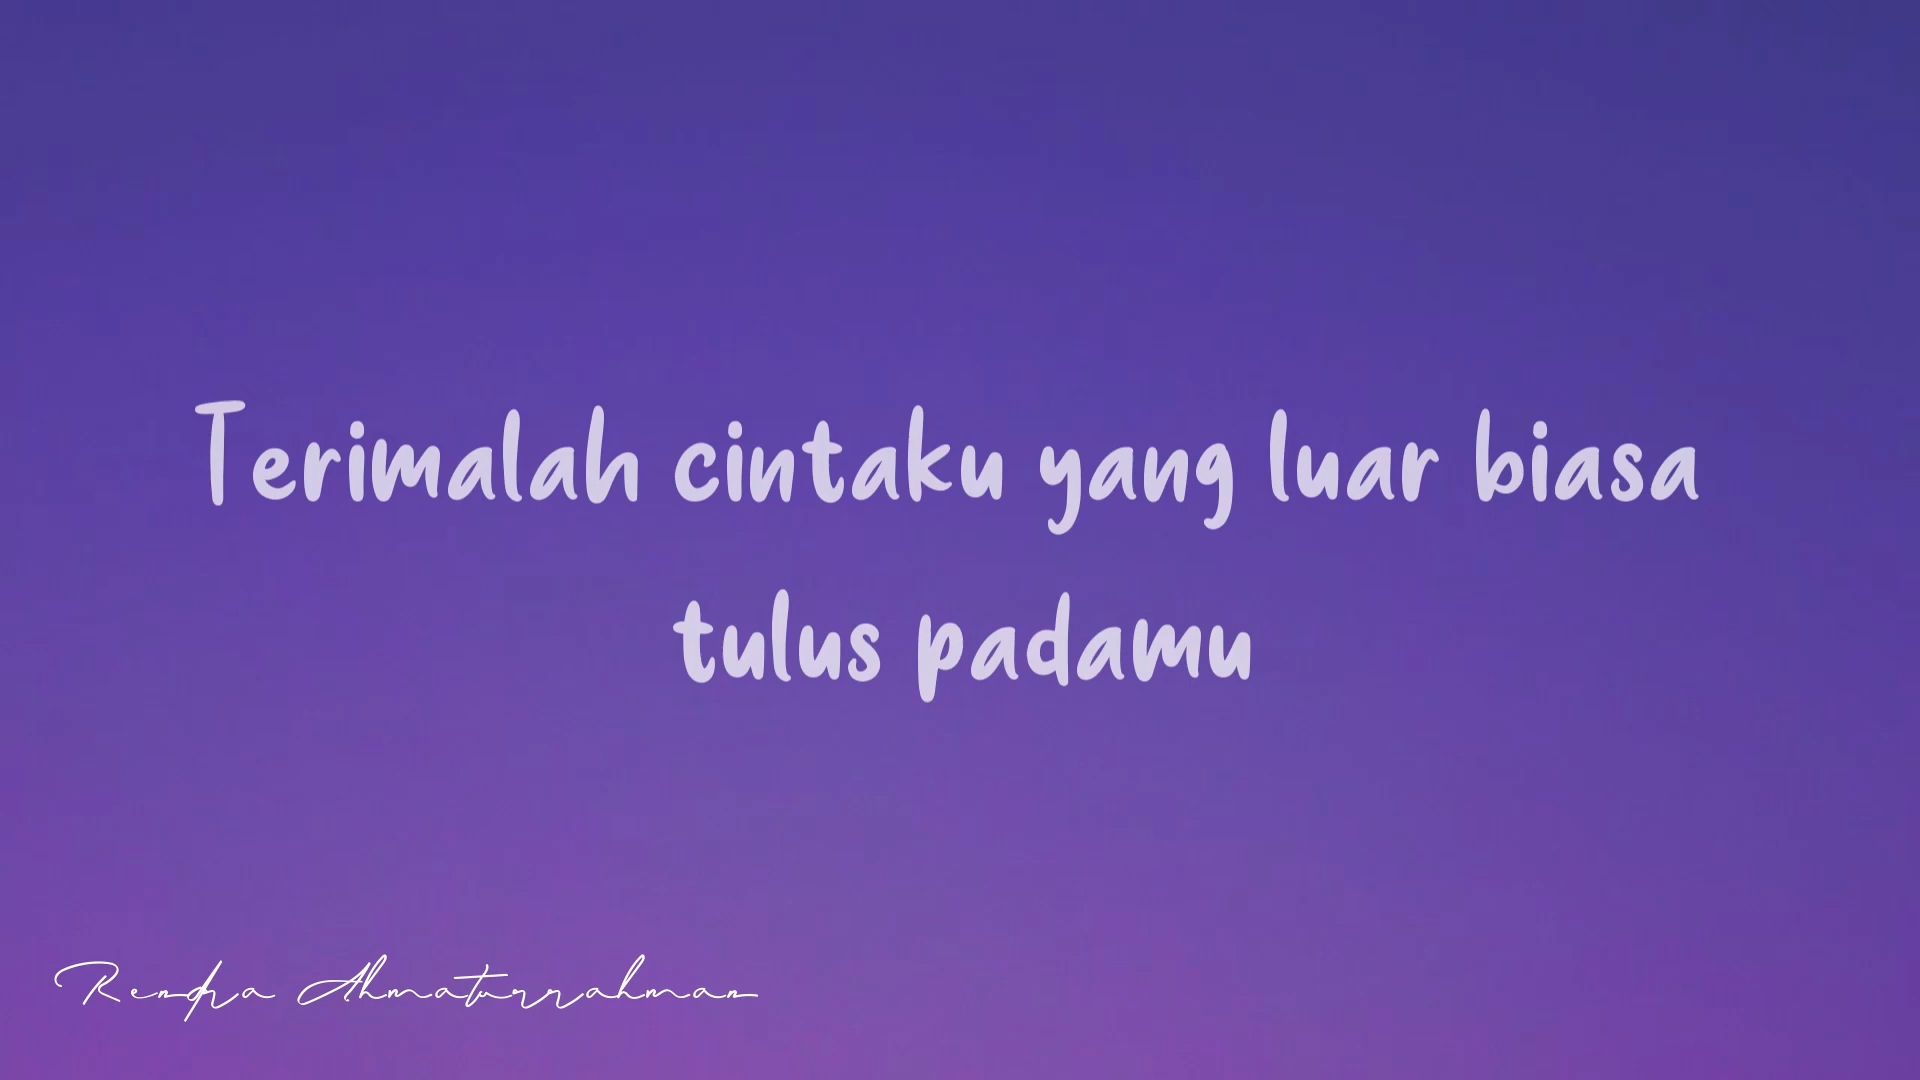 Terimalah cintaku yang luar biasa
tulus padamu
Rendra Ahmaturrahman